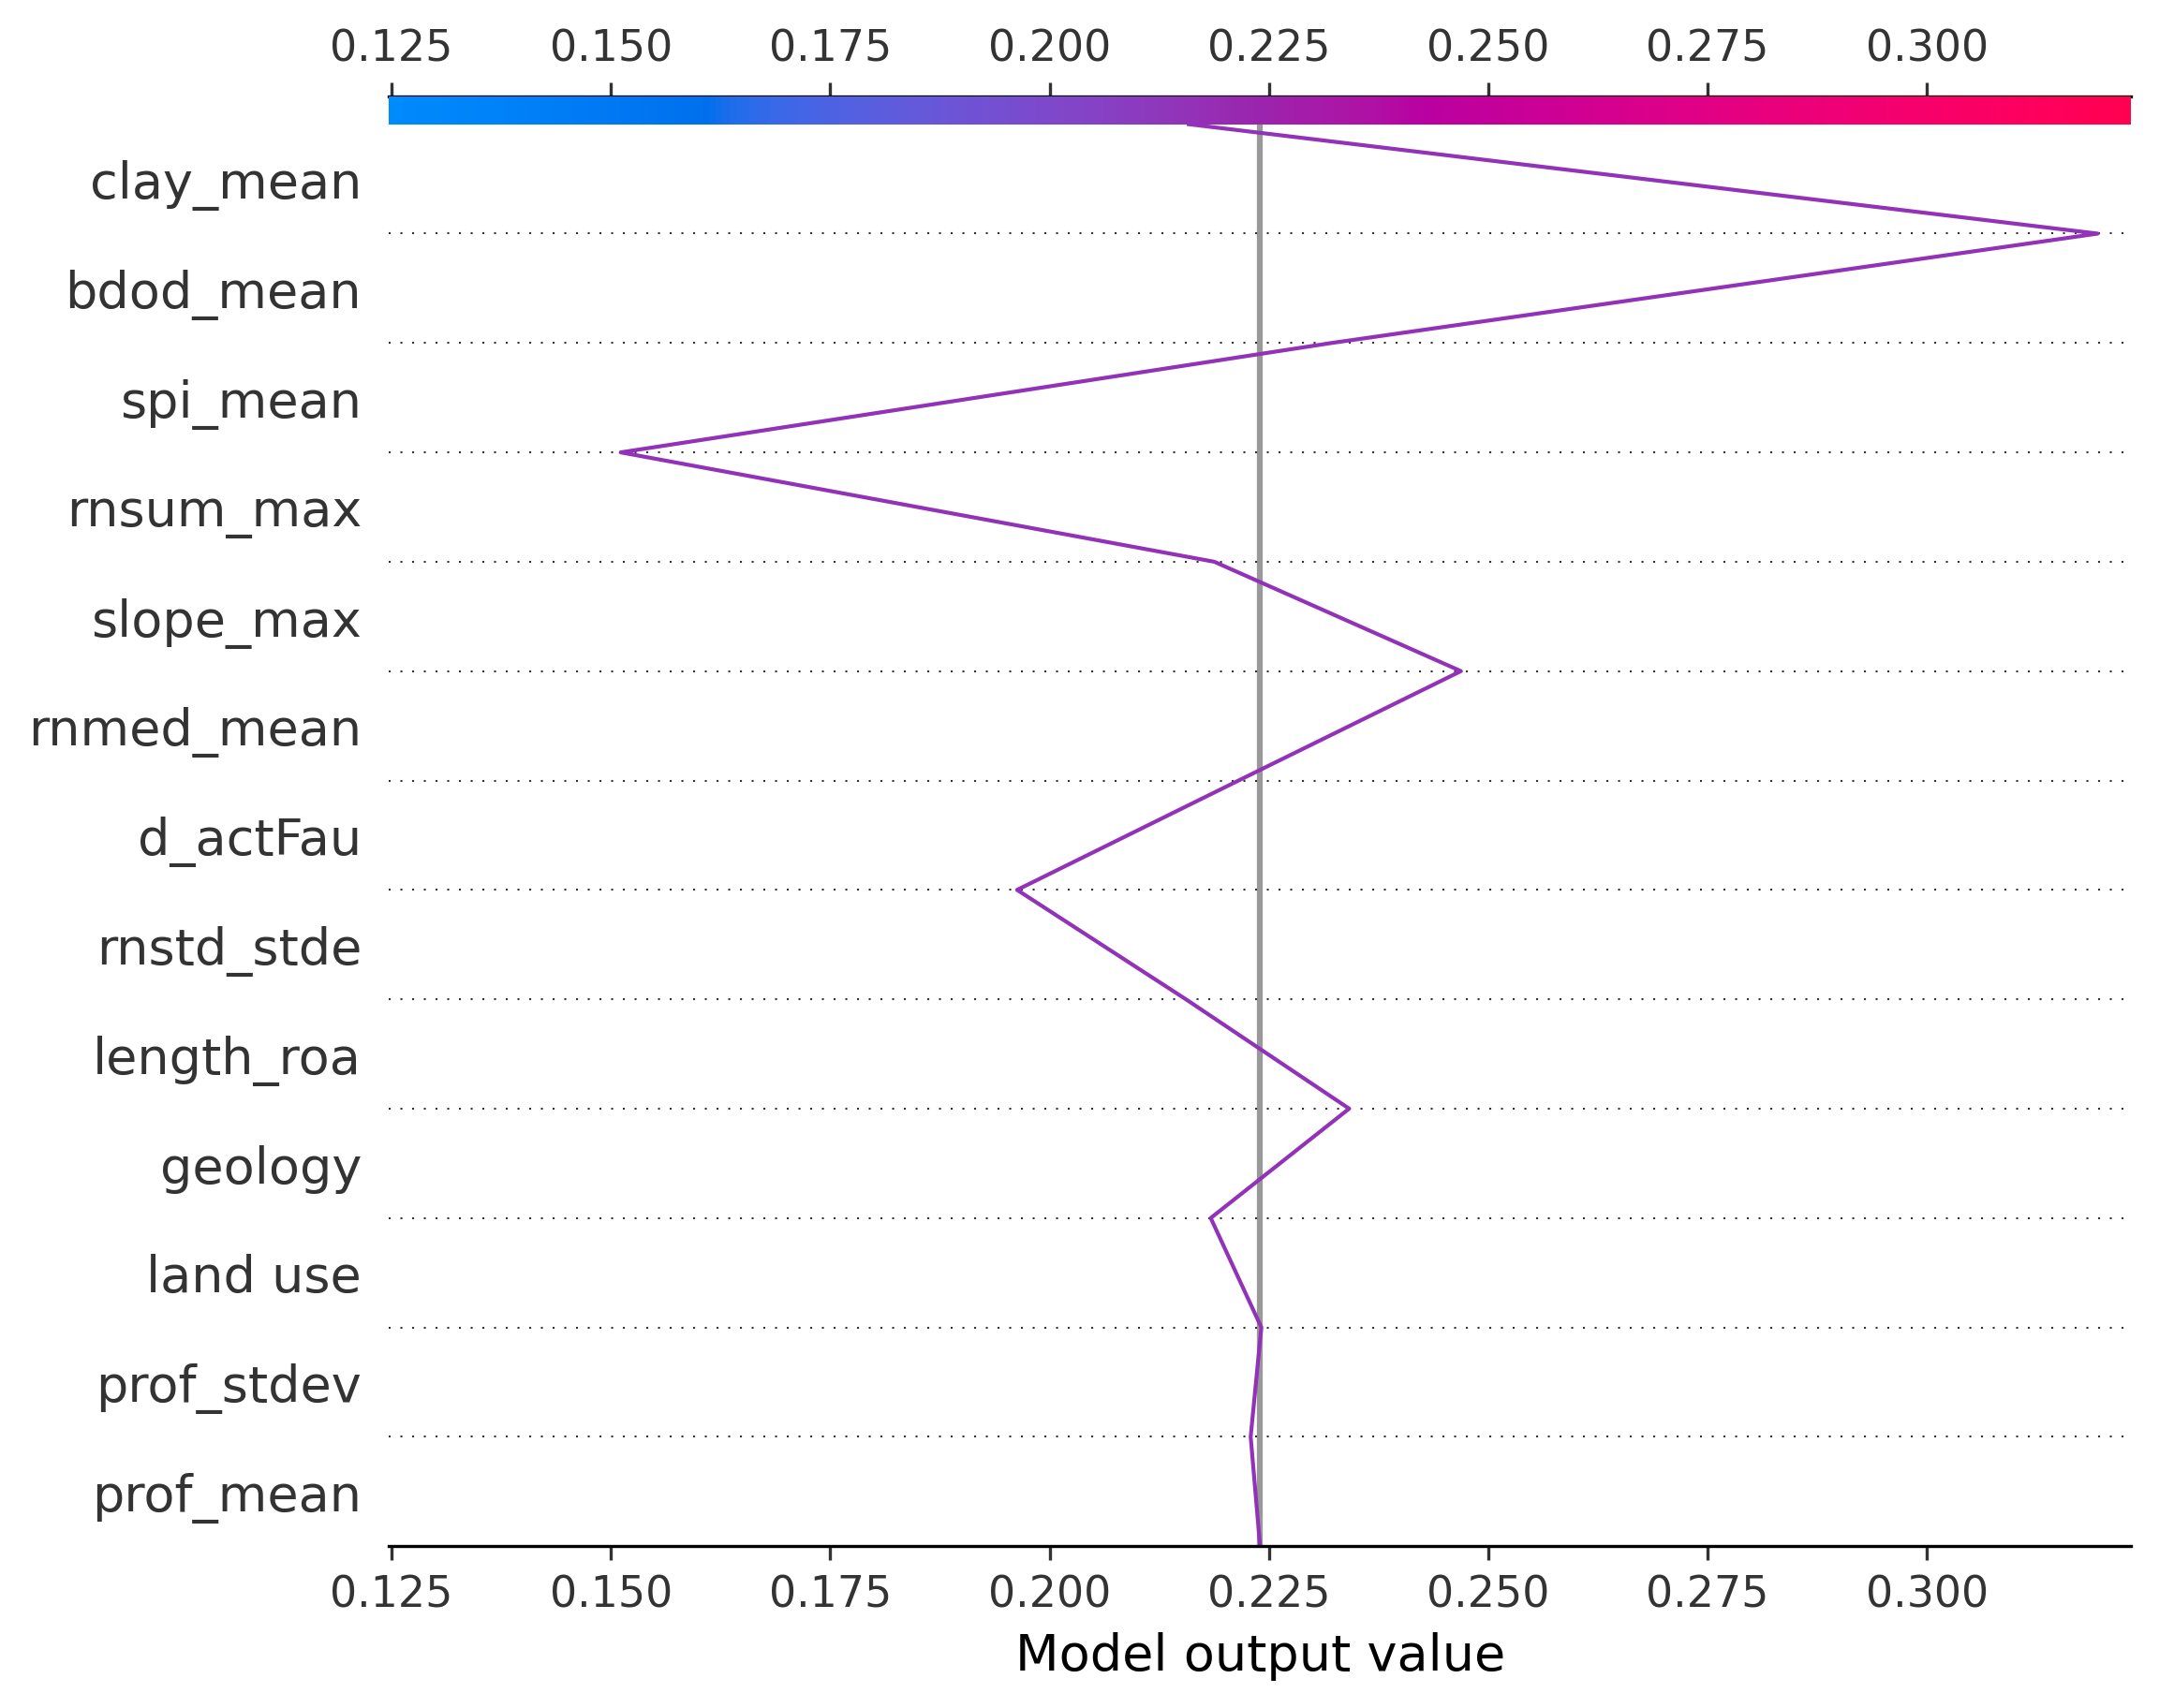 0.125 0.150 0.175 0.200 0.225 0.250 0.275 0.300
clay_mean
bdod_mean
spi_mean
rnsum_max
slope_max
rnmed_mean
d_actFau
rnstd_stde
length_roa
geology
land use
prof_stdev
prof_mean
0.125 0.150 0.175 0.200 0.225 0.250 0.275 0.300
Model output value